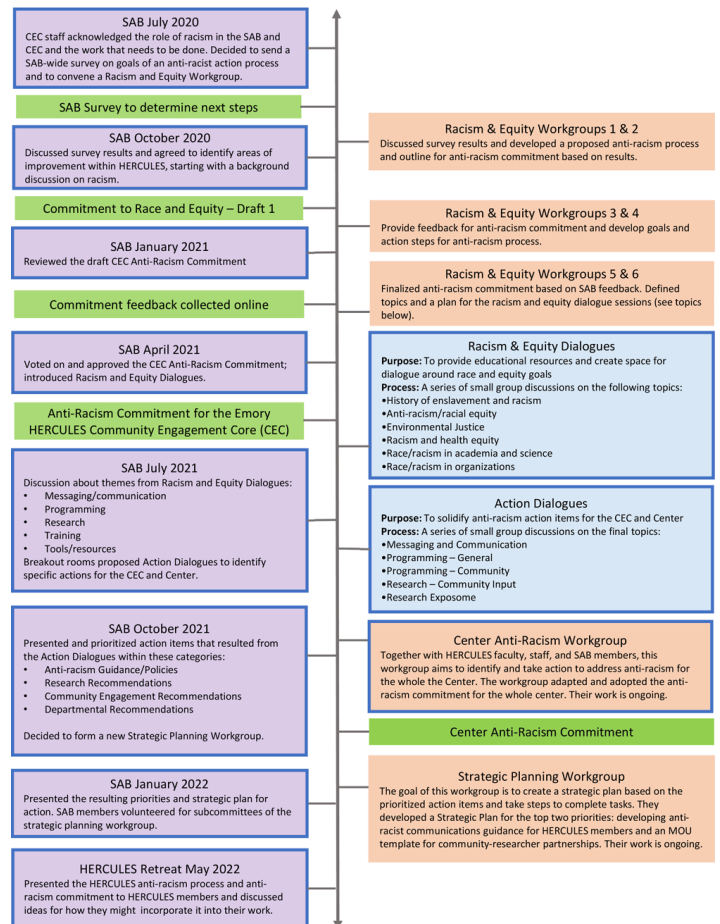 SAB July 2020
CEC staff acknowledged the role of racism in the SAB and
CEC and the work that needs to be done. Decided to send a
SAB-wide survey on goals of an anti-racist action process
and to convene a Racism and Equity Workgroup.
SAB Survey to determine next steps
SAB October 2020
Discussed survey results and agreed to identify areas of
improvement within HERCULES, starting with a background
discussion on racism.
Commitment to Race and Equity – Draft 1
SAB January 2021
Reviewed the draft CEC Anti-Racism Commitment
Commitment feedback collected online
SAB April 2021
Voted on and approved the CEC Anti-Racism Commitment;
introduced Racism and Equity Dialogues.
Anti-Racism Commitment for the Emory
HERCULES Community Engagement Core (CEC)
SAB July 2021
Discussion about themes from Racism and Equity Dialogues:
• Messaging/communication
• Programming
• Research
• Training
• Tools/resources
Breakout rooms proposed Action Dialogues to identify
specific actions for the CEC and Center.
SAB October 2021
Presented and prioritized action items that resulted from
the Action Dialogues within these categories:
• Anti-racism Guidance/Policies
• Research Recommendations
• Community Engagement Recommendations
• Departmental Recommendations
Decided to form a new Strategic Planning Workgroup.
SAB January 2022
Presented the resulting priorities and strategic plan for
action. SAB members volunteered for subcommittees of the
strategic planning workgroup.
HERCULES Retreat May 2022
Presented the HERCULES anti-racism process and anti-
racism commitment to HERCULES members and discussed
ideas for how they might incorporate it into their work.
Racism & Equity Workgroups 1 & 2
Discussed survey results and developed a proposed anti-racism process
and outline for anti-racism commitment based on results.
Racism & Equity Workgroups 3 & 4
Provide feedback for anti-racism commitment and develop goals and
action steps for anti-racism process.
Racism & Equity Workgroups 5 & 6
Finalized anti-racism commitment based on SAB feedback. Defined
topics and a plan for the racism and equity dialogue sessions (see topics
below).
Racism & Equity Dialogues
Purpose: To provide educational resources and create space for
dialogue around race and equity goals
Process: A series of small group discussions on the following topics:
•History of enslavement and racism
•Anti-racism/racial equity
•Environmental Justice
•Racism and health equity
•Race/racism in academia and science
•Race/racism in organizations
Action Dialogues
Purpose: To solidify anti-racism action items for the CEC and Center
Process: A series of small group discussions on the final topics:
•Messaging and Communication
•Programming – General
•Programming – Community
•Research – Community Input
•Research Exposome
Center Anti-Racism Workgroup
Together with HERCULES faculty, staff, and SAB members, this
workgroup aims to identify and take action to address anti-racism for
the whole the Center. The workgroup adapted and adopted the anti-
racism commitment for the whole center. Their work is ongoing.
Center Anti-Racism Commitment
Strategic Planning Workgroup
The goal of this workgroup is to create a strategic plan based on the
prioritized action items and take steps to complete tasks. They
developed a Strategic Plan for the top two priorities: developing anti-
racist communications guidance for HERCULES members and an MOU
template for community-researcher partnerships. Their work is ongoing.